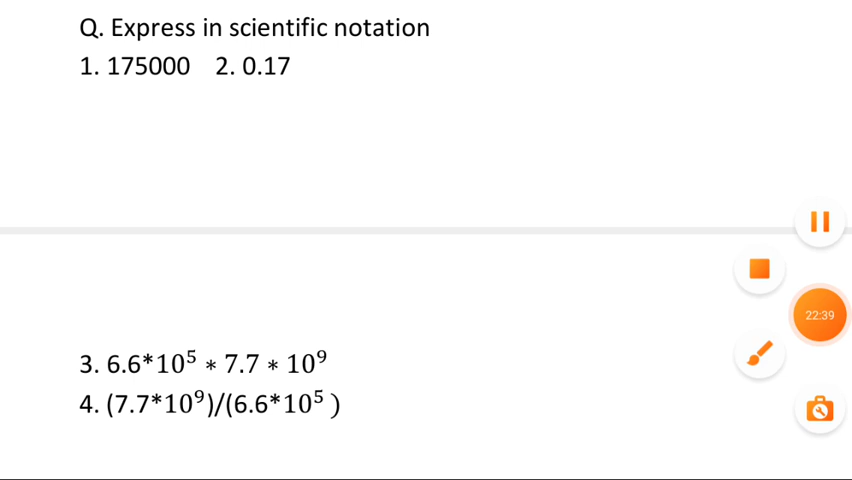 Q. Express in scientific notation
1. 175000    2. 0.17
22:39
3. 6.6*10⁵ * 7.7 * 10⁹
4. (7.7*10⁹)/(6.6*10⁵ )